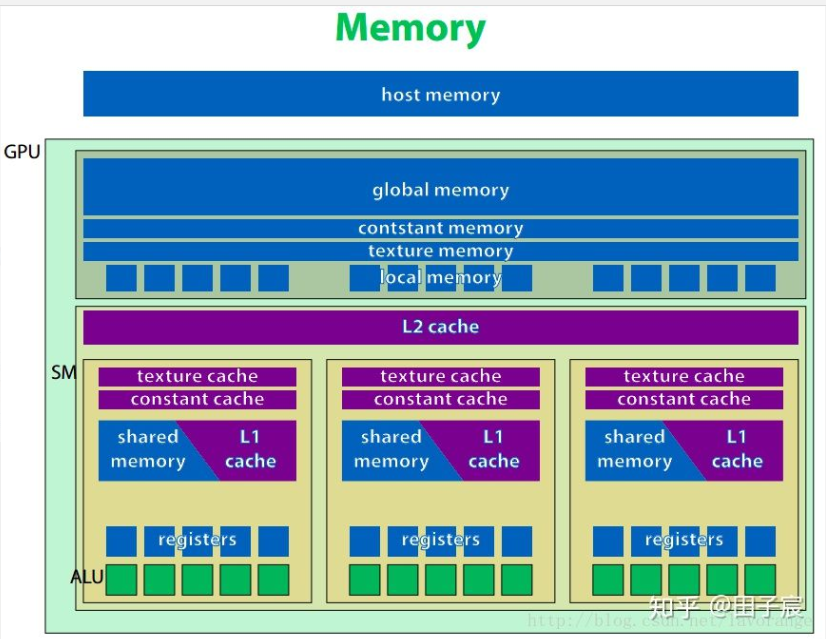 Memory
host memory
GPU
global memory
contstant memory
texture memory
local memory
L2 cache
SM
texture cache texture cache texture cache
constant cache constant cache constant cache
shared memory L1 cache shared memory L1 cache shared memory L1 cache
registers registers registers
ALU
知乎 @田子宸
http://blog.csdn.net/luvorange